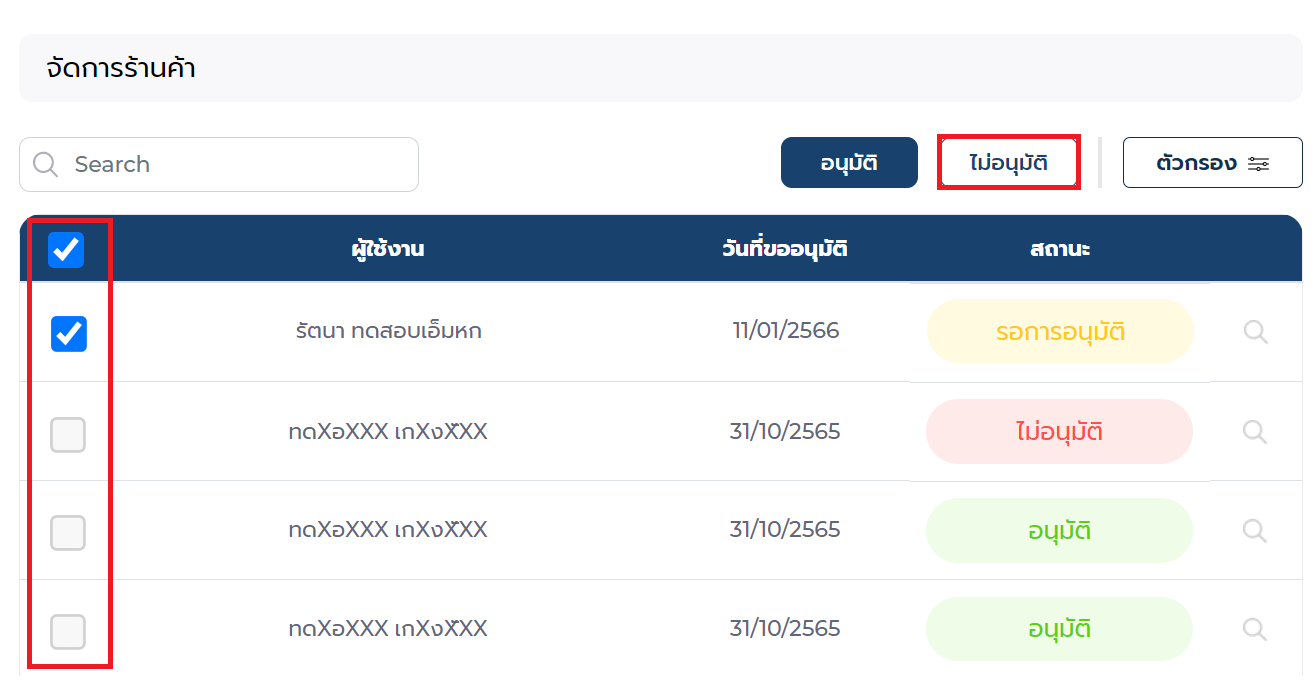 จัดการร้านค้า
Search อนุมัติ ไม่อนุมัติ ตัวกรอง
ผู้ใช้งาน วันที่ขออนุมัติ สถานะ
รัตนา ทดสอบเอ็มหก 11/01/2566 รอการอนุมัติ
ทดXอXXX เกXงXัXX 31/10/2565 ไม่อนุมัติ
ทดXอXXX เกXงXัXX 31/10/2565 อนุมัติ
ทดXอXXX เกXงXัXX 31/10/2565 อนุมัติ